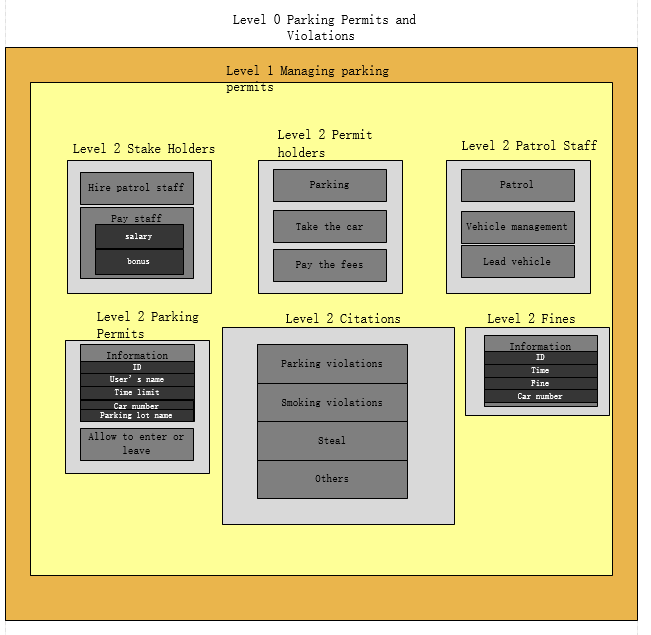 Level 0 Parking Permits and
Violations
Level 1 Managing parking
permits
Level 2 Stake Holders
Hire patrol staff
Pay staff
salary
bonus
Level 2 Permit
holders
Parking
Take the car
Pay the fees
Level 2 Patrol Staff
Patrol
Vehicle management
Lead vehicle
Level 2 Parking
Permits
Information
ID
User’s name
Time limit
Car number
Parking lot name
Allow to enter or
leave
Level 2 Citations
Parking violations
Smoking violations
Steal
Others
Level 2 Fines
Information
ID
Time
Fine
Car number